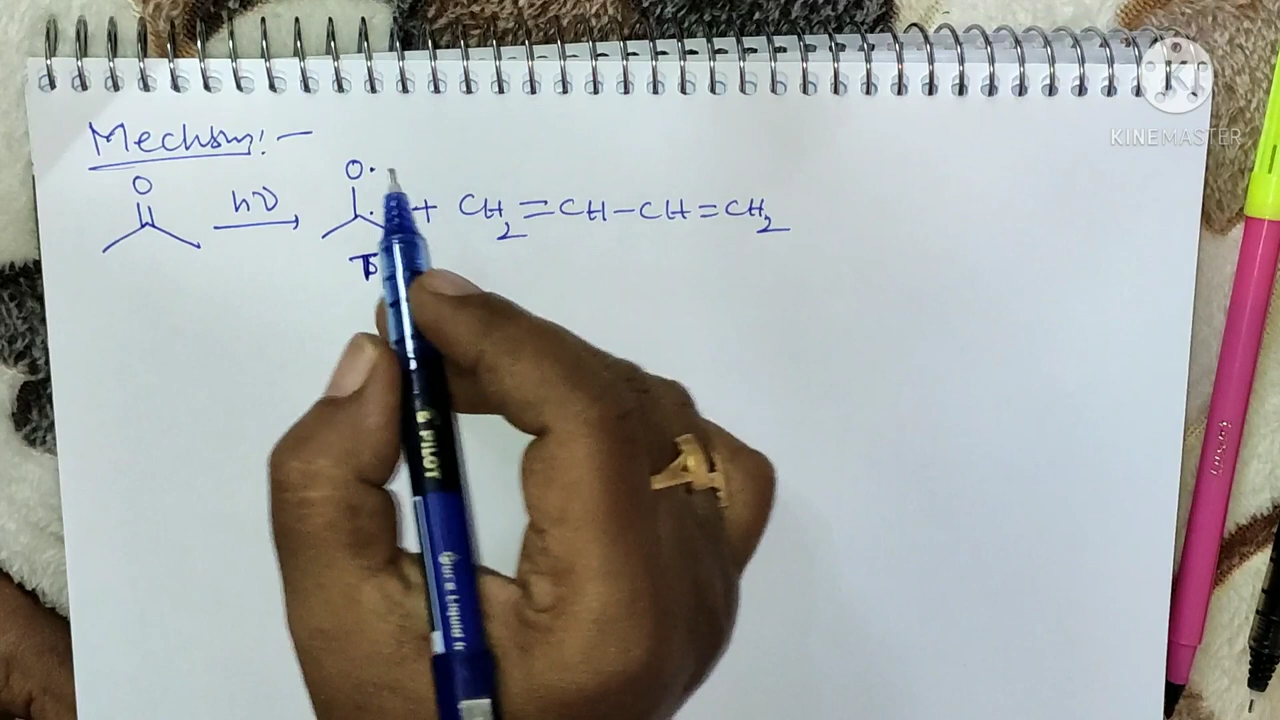 Mechsm:-
O hν O· + CH2=CH-CH=CH2
T
KINEMASTER
PILOT